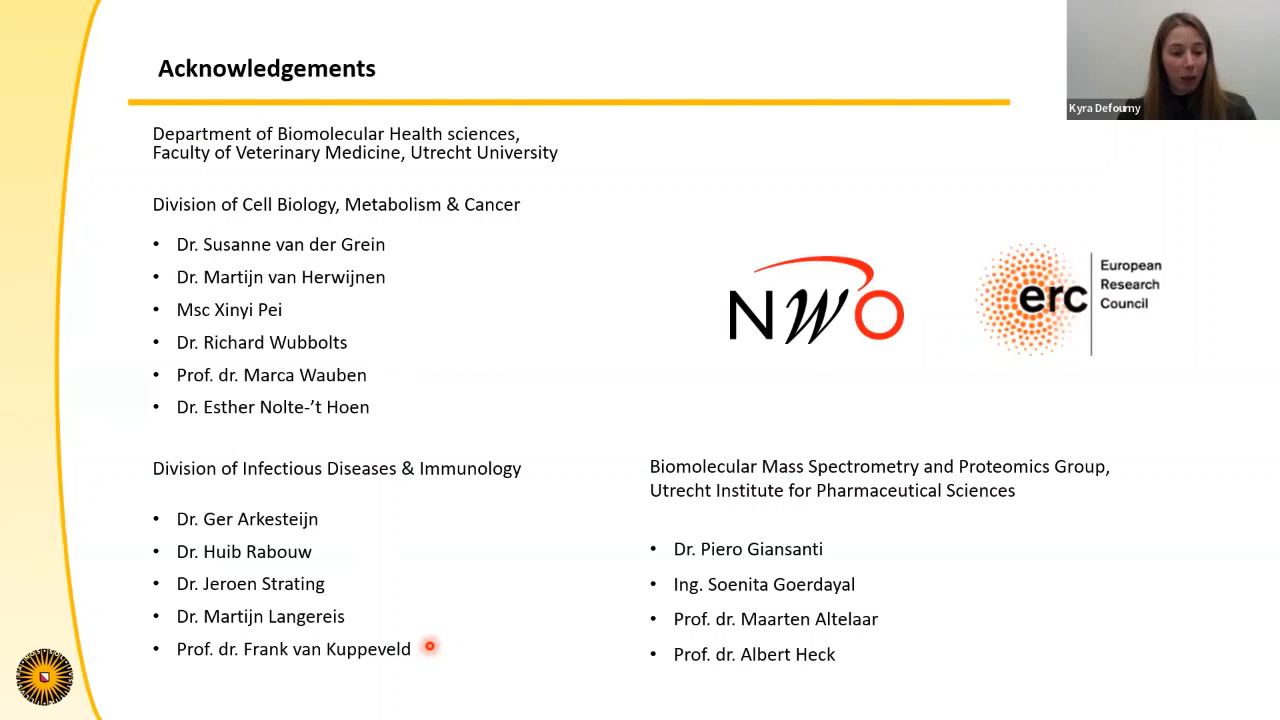 Acknowledgements
Kyra Defourny
Department of Biomolecular Health sciences,
Faculty of Veterinary Medicine, Utrecht University
Division of Cell Biology, Metabolism & Cancer
• Dr. Susanne van der Grein
• Dr. Martijn van Herwijnen
• Msc Xinyi Pei
• Dr. Richard Wubbolts
• Prof. dr. Marca Wauben
• Dr. Esther Nolte-’t Hoen
NWO
erc
European
Research
Council
Division of Infectious Diseases & Immunology
• Dr. Ger Arkesteijn
• Dr. Huib Rabouw
• Dr. Jeroen Strating
• Dr. Martijn Langereis
• Prof. dr. Frank van Kuppeveld
Biomolecular Mass Spectrometry and Proteomics Group,
Utrecht Institute for Pharmaceutical Sciences
• Dr. Piero Giansanti
• Ing. Soenita Goerdayal
• Prof. dr. Maarten Altelaar
• Prof. dr. Albert Heck